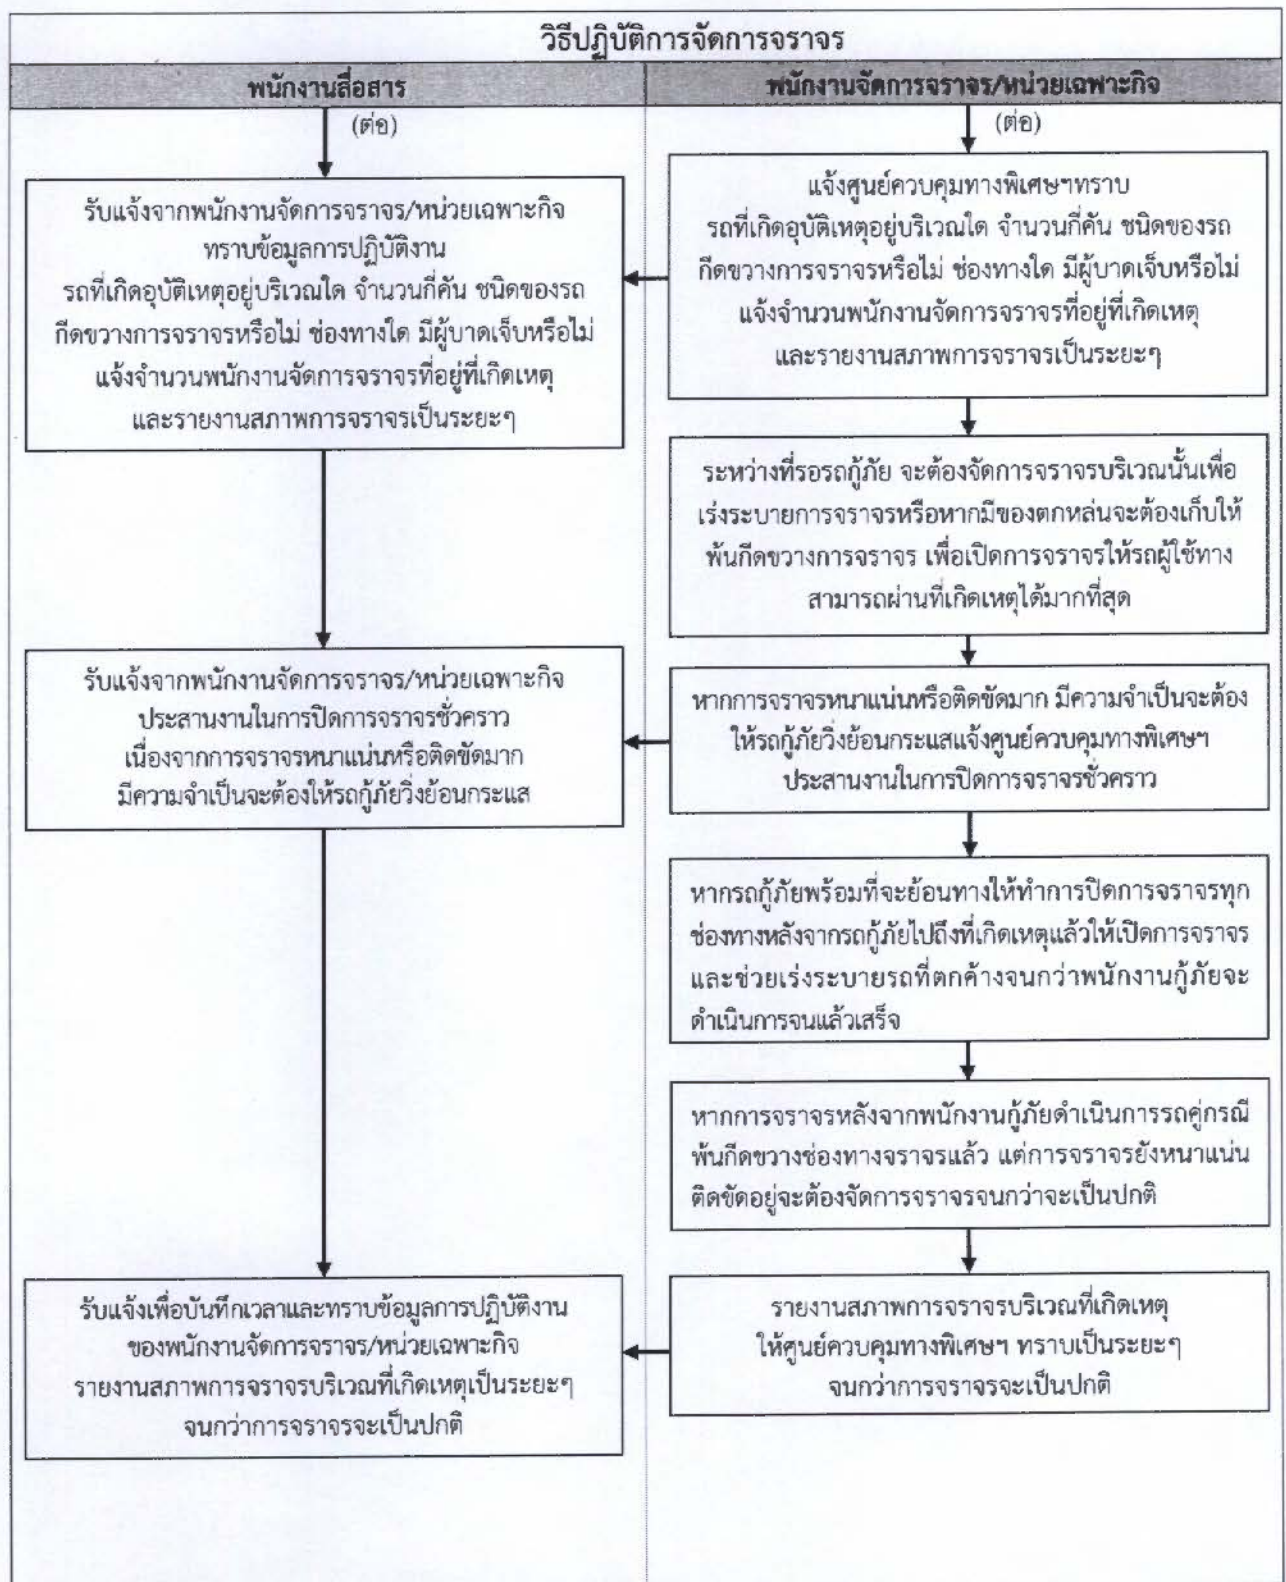 วิธีปฏิบัติการจัดการจราจร
พนักงานสื่อสาร
พนักงานจัดการจราจร/หน่วยเฉพาะกิจ
(ต่อ)
(ต่อ)
แจ้งศูนย์ควบคุมทางพิเศษฯทราบ
รถที่เกิดอุบัติเหตุอยู่บริเวณใด จำนวนกี่คัน ชนิดของรถ
กีดขวางการจราจรหรือไม่ ช่องทางใด มีผู้บาดเจ็บหรือไม่
แจ้งจำนวนพนักงานจัดการจราจรที่อยู่ที่เกิดเหตุ
และรายงานสภาพการจราจรเป็นระยะๆ
รับแจ้งจากพนักงานจัดการจราจร/หน่วยเฉพาะกิจ
ทราบข้อมูลการปฏิบัติงาน
รถที่เกิดอุบัติเหตุอยู่บริเวณใด จำนวนกี่คัน ชนิดของรถ
กีดขวางการจราจรหรือไม่ ช่องทางใด มีผู้บาดเจ็บหรือไม่
แจ้งจำนวนพนักงานจัดการจราจรที่อยู่ที่เกิดเหตุ
และรายงานสภาพการจราจรเป็นระยะๆ
ระหว่างที่รอรถกู้ภัย จะต้องจัดการจราจรบริเวณนั้นเพื่อ
เร่งระบายการจราจรหรือหากมีของตกหล่นจะต้องเก็บให้
พ้นกีดขวางการจราจร เพื่อเปิดการจราจรให้รถผู้ใช้ทาง
สามารถผ่านที่เกิดเหตุได้มากที่สุด
หากการจราจรหนาแน่นหรือติดขัดมาก มีความจำเป็นจะต้อง
ให้รถกู้ภัยวิ่งย้อนกระแสแจ้งศูนย์ควบคุมทางพิเศษฯ
ประสานงานในการปิดการจราจรชั่วคราว
รับแจ้งจากพนักงานจัดการจราจร/หน่วยเฉพาะกิจ
ประสานงานในการปิดการจราจรชั่วคราว
เนื่องจากการจราจรหนาแน่นหรือติดขัดมาก
มีความจำเป็นจะต้องให้รถกู้ภัยวิ่งย้อนกระแส
หากรถกู้ภัยพร้อมที่จะย้อนทางให้ทำการปิดการจราจรทุก
ช่องทางหลังจากรถกู้ภัยไปถึงที่เกิดเหตุแล้วให้เปิดการจราจร
และช่วยเร่งระบายรถที่ตกค้างจนกว่าพนักงานกู้ภัยจะ
ดำเนินการจนแล้วเสร็จ
หากการจราจรหลังจากพนักงานกู้ภัยดำเนินการรถคู่กรณี
พ้นกีดขวางช่องทางจราจรแล้ว แต่การจราจรยังหนาแน่น
ติดขัดอยู่จะต้องจัดการจราจรจนกว่าจะเป็นปกติ
รายงานสภาพการจราจรบริเวณที่เกิดเหตุ
ให้ศูนย์ควบคุมทางพิเศษฯ ทราบเป็นระยะๆ
จนกว่าการจราจรจะเป็นปกติ
รับแจ้งเพื่อบันทึกเวลาและทราบข้อมูลการปฏิบัติงาน
ของพนักงานจัดการจราจร/หน่วยเฉพาะกิจ
รายงานสภาพการจราจรบริเวณที่เกิดเหตุเป็นระยะๆ
จนกว่าการจราจรจะเป็นปกติ